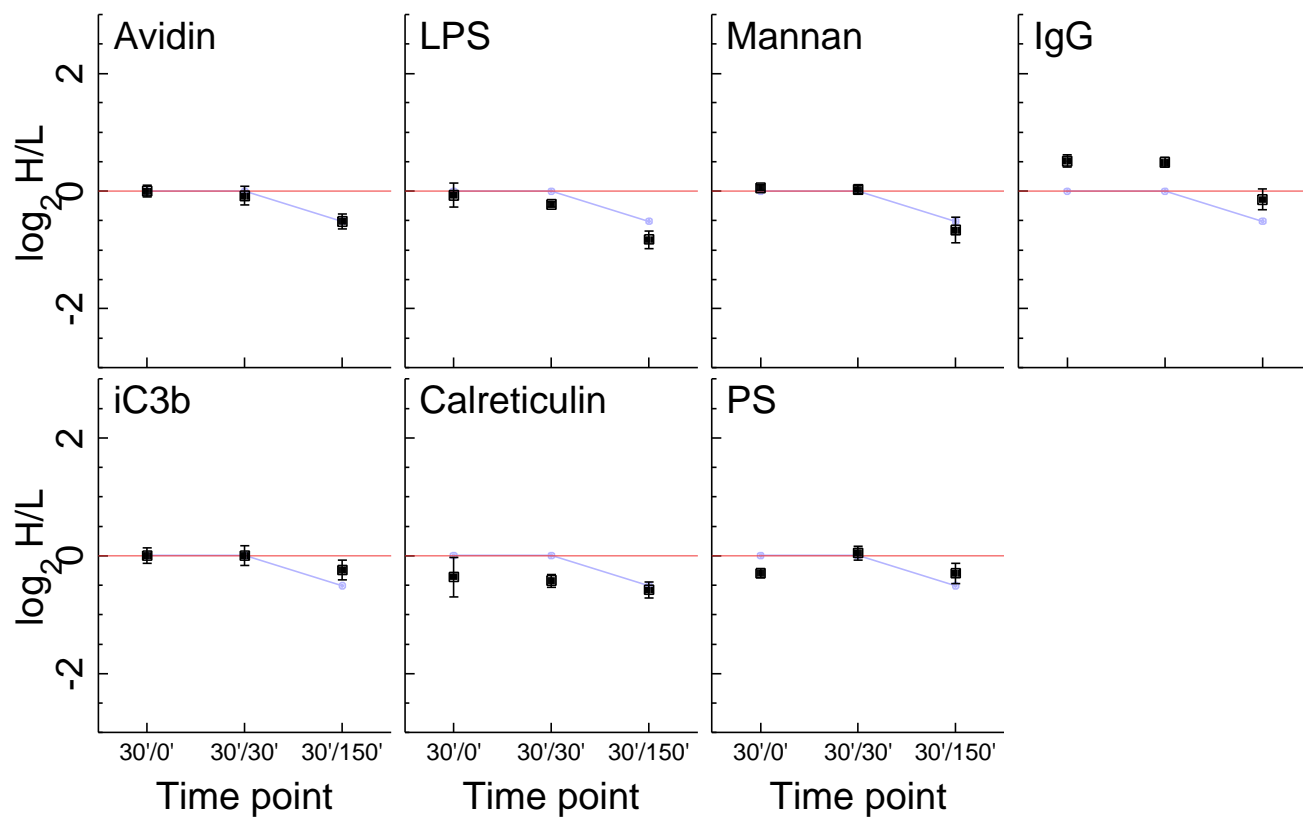 Avidin
LPS
Mannan
IgG
2
0
-2
log2 H/L
iC3b
Calreticulin
PS
2
0
-2
log2 H/L
30'/0' 30'/30' 30'/150'
30'/0' 30'/30' 30'/150'
30'/0' 30'/30' 30'/150'
Time point
Time point
Time point